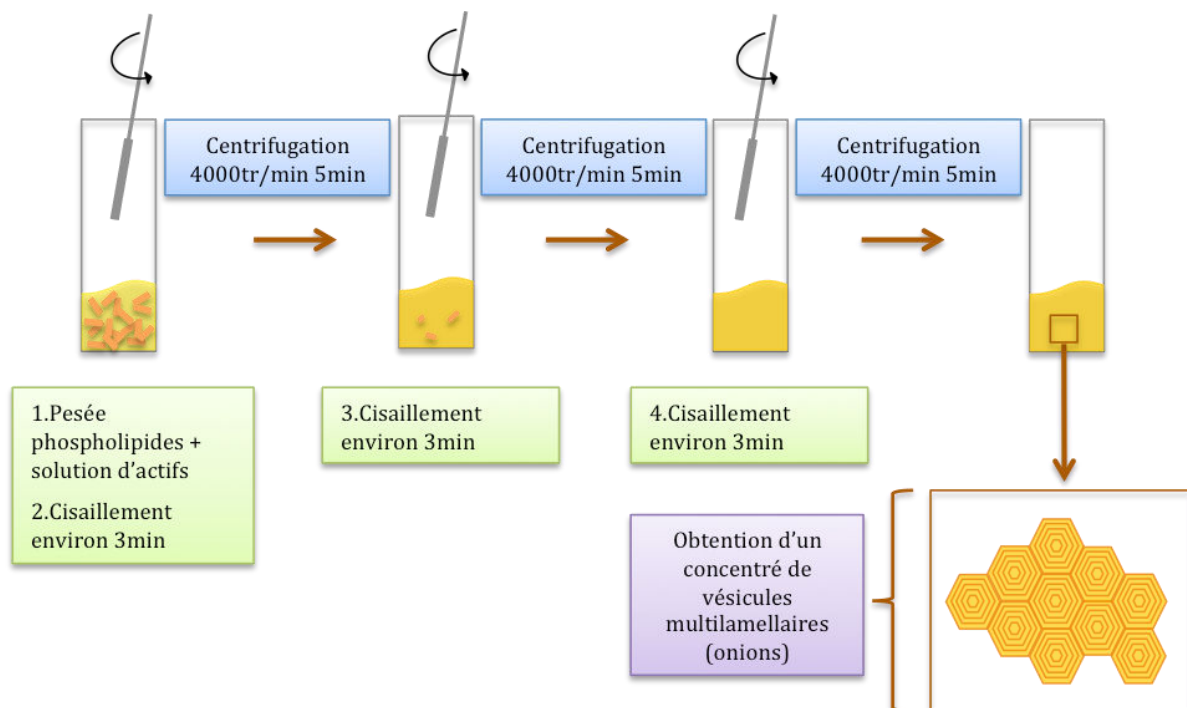 Centrifugation
4000tr/min 5min
Centrifugation
4000tr/min 5min
Centrifugation
4000tr/min 5min
1.Pesée
phospholipides +
solution d'actifs
2.Cisaillement
environ 3min
3.Cisaillement
environ 3min
4.Cisaillement
environ 3min
Obtention d'un
concentré de
vésicules
multilamellaires
(onions)